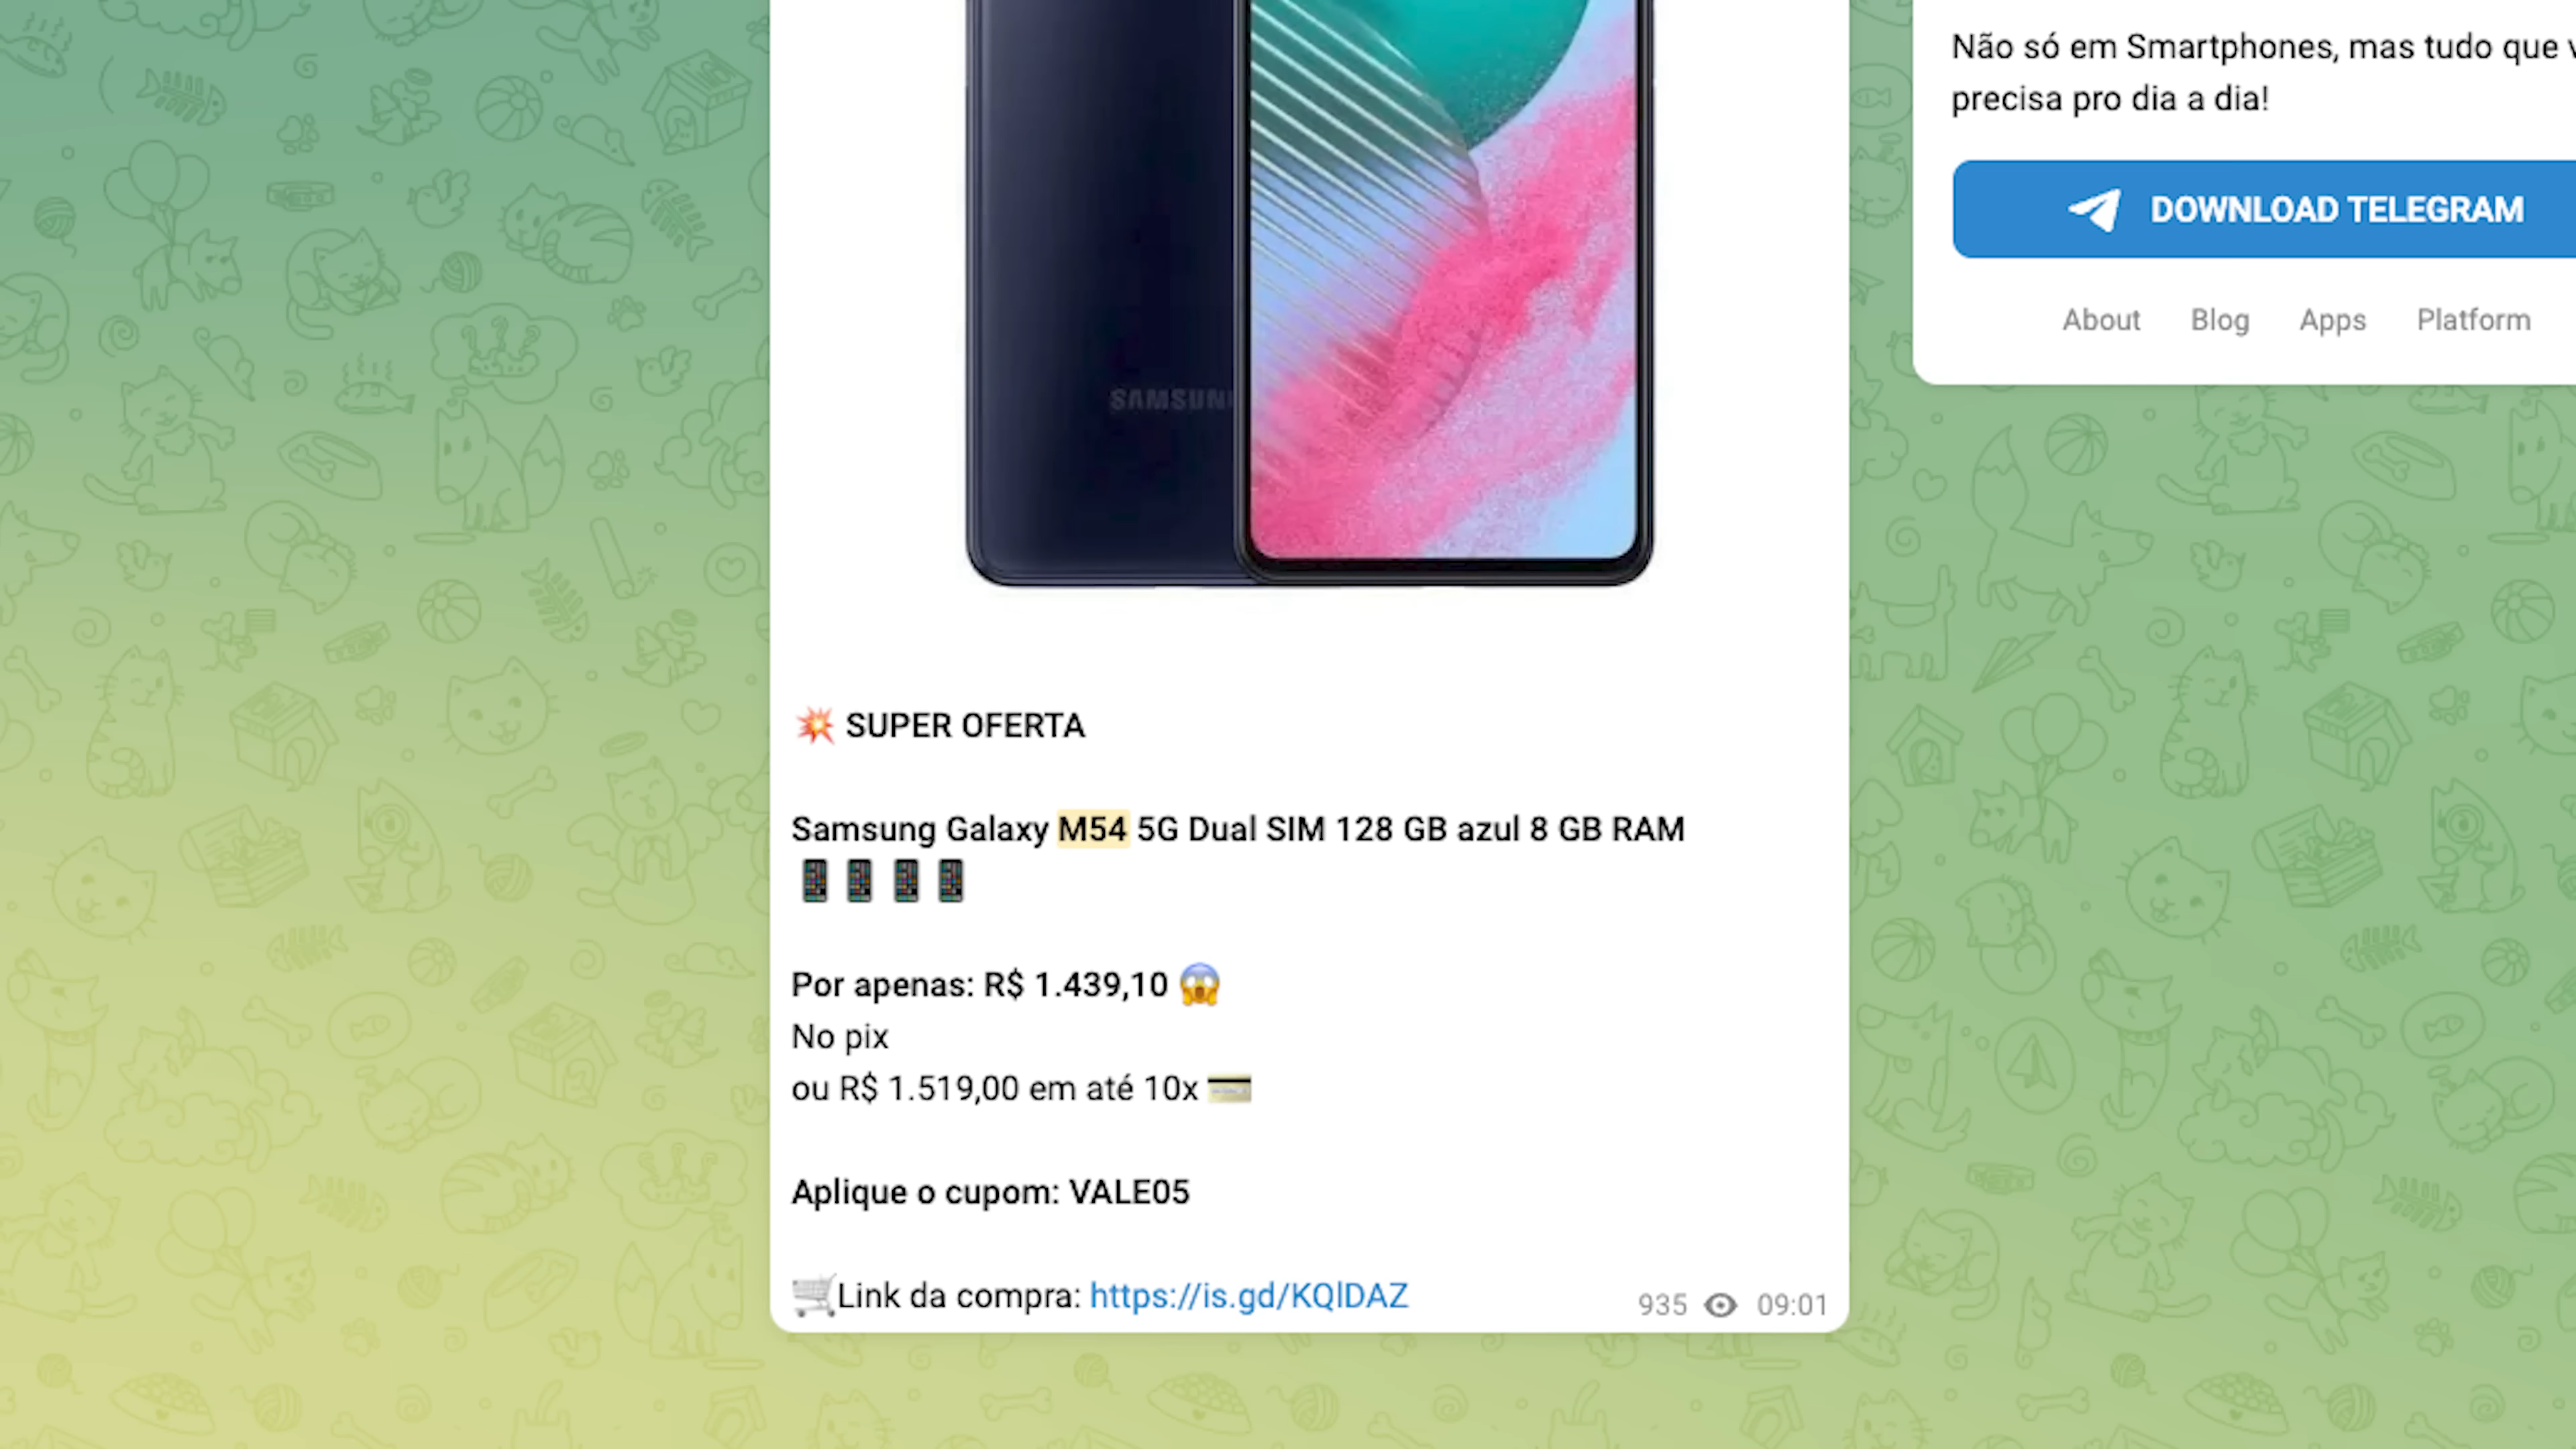 SAMSUN
💥 SUPER OFERTA
Samsung Galaxy M54 5G Dual SIM 128 GB azul 8 GB RAM
📱📱📱📱
Por apenas: R$ 1.439,10 😱
No pix
ou R$ 1.519,00 em até 10x 💳
Aplique o cupom: VALE05
🛒Link da compra: https://is.gd/KQlDAZ
935 09:01
Não só em Smartphones, mas tudo que v
precisa pro dia a dia!
DOWNLOAD TELEGRAM
About Blog Apps Platform